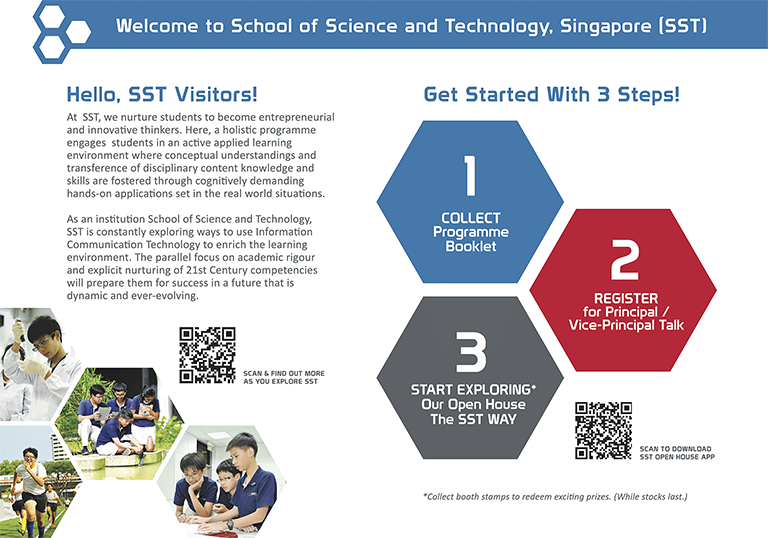 Welcome to School of Science and Technology, Singapore (SST)
Hello, SST Visitors!
At SST, we nurture students to become entrepreneurial
and innovative thinkers. Here, a holistic programme
engages students in an active applied learning
environment where conceptual understandings and
transference of disciplinary content knowledge and
skills are fostered through cognitively demanding
hands-on applications set in the real world situations.
As an institution School of Science and Technology,
SST is constantly exploring ways to use Information
Communication Technology to enrich the learning
environment. The parallel focus on academic rigour
and explicit nurturing of 21st Century competencies
will prepare them for success in a future that is
dynamic and ever-evolving.
SCAN & FIND OUT MORE
AS YOU EXPLORE SST
Get Started With 3 Steps!
1
COLLECT
Programme
Booklet
2
REGISTER
for Principal /
Vice-Principal Talk
3
START EXPLORING*
Our Open House
The SST WAY
SCAN TO DOWNLOAD
SST OPEN HOUSE APP
*Collect booth stamps to redeem exciting prizes. (While stocks last.)